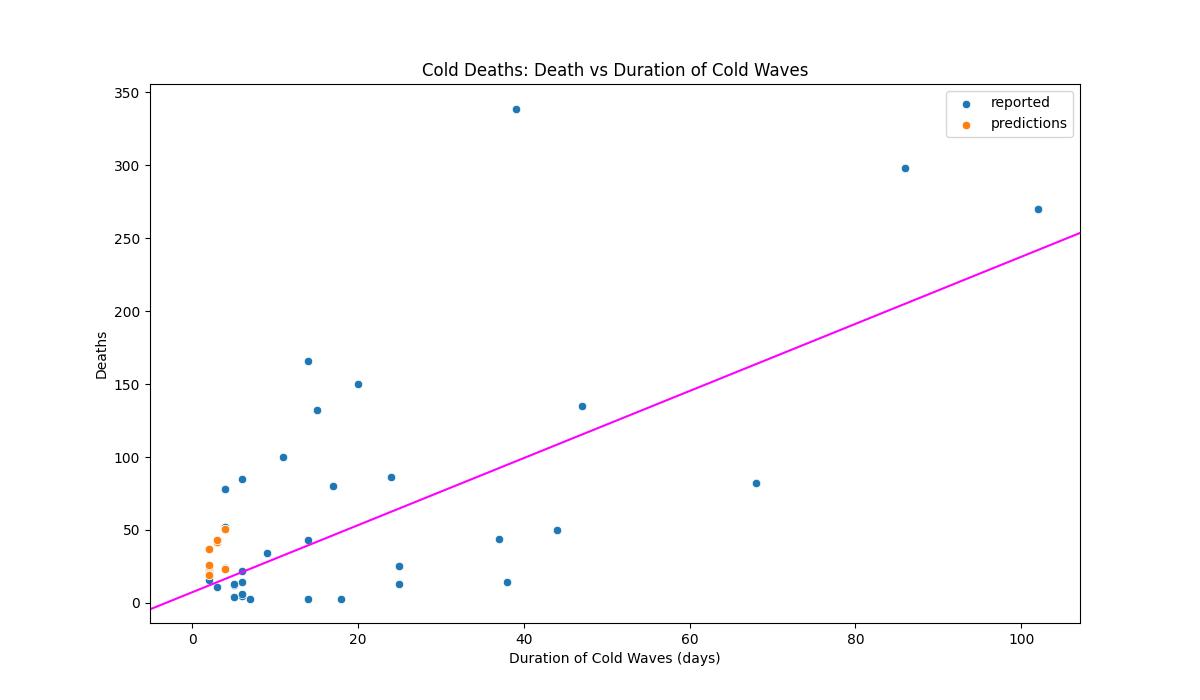 Cold Deaths: Death vs Duration of Cold Waves
reported
predictions
350
300
250
200
150
100
50
0
Deaths
0 20 40 60 80 100
Duration of Cold Waves (days)